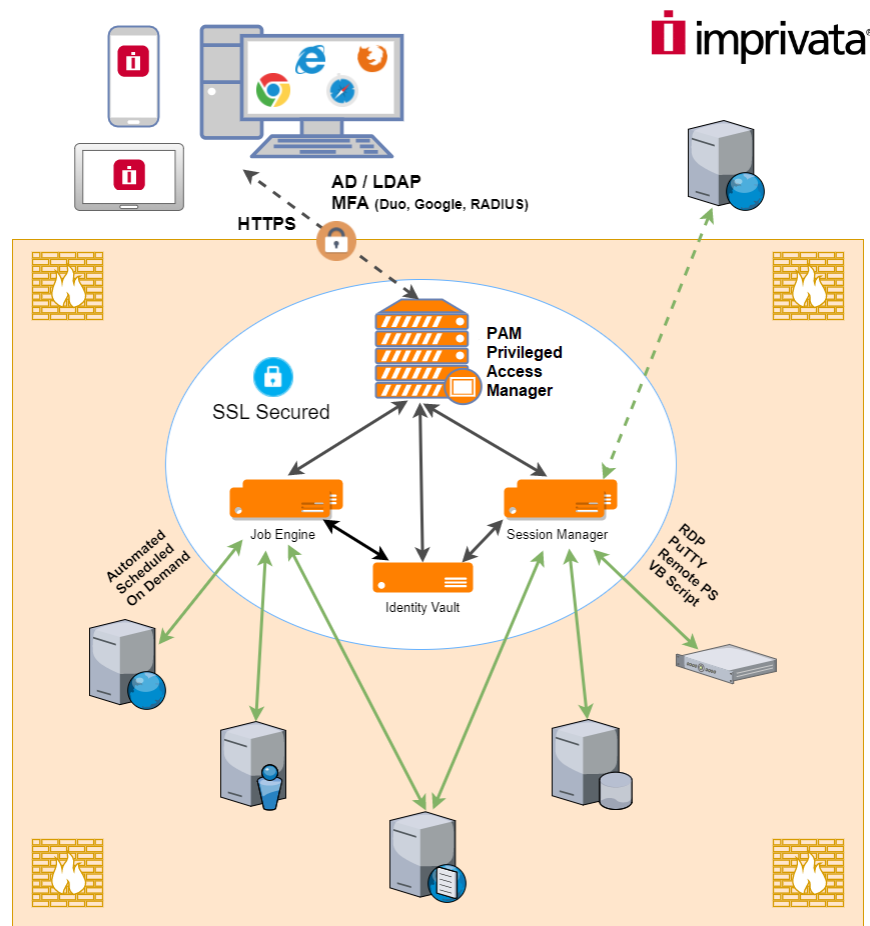 imprivata®
AD / LDAP
MFA (Duo, Google, RADIUS)
HTTPS
PAM
Privileged
Access
Manager
SSL Secured
Job Engine
Session Manager
Identity Vault
Automated
Scheduled
On Demand
RDP
PuTTY
Remote PS
VB Script